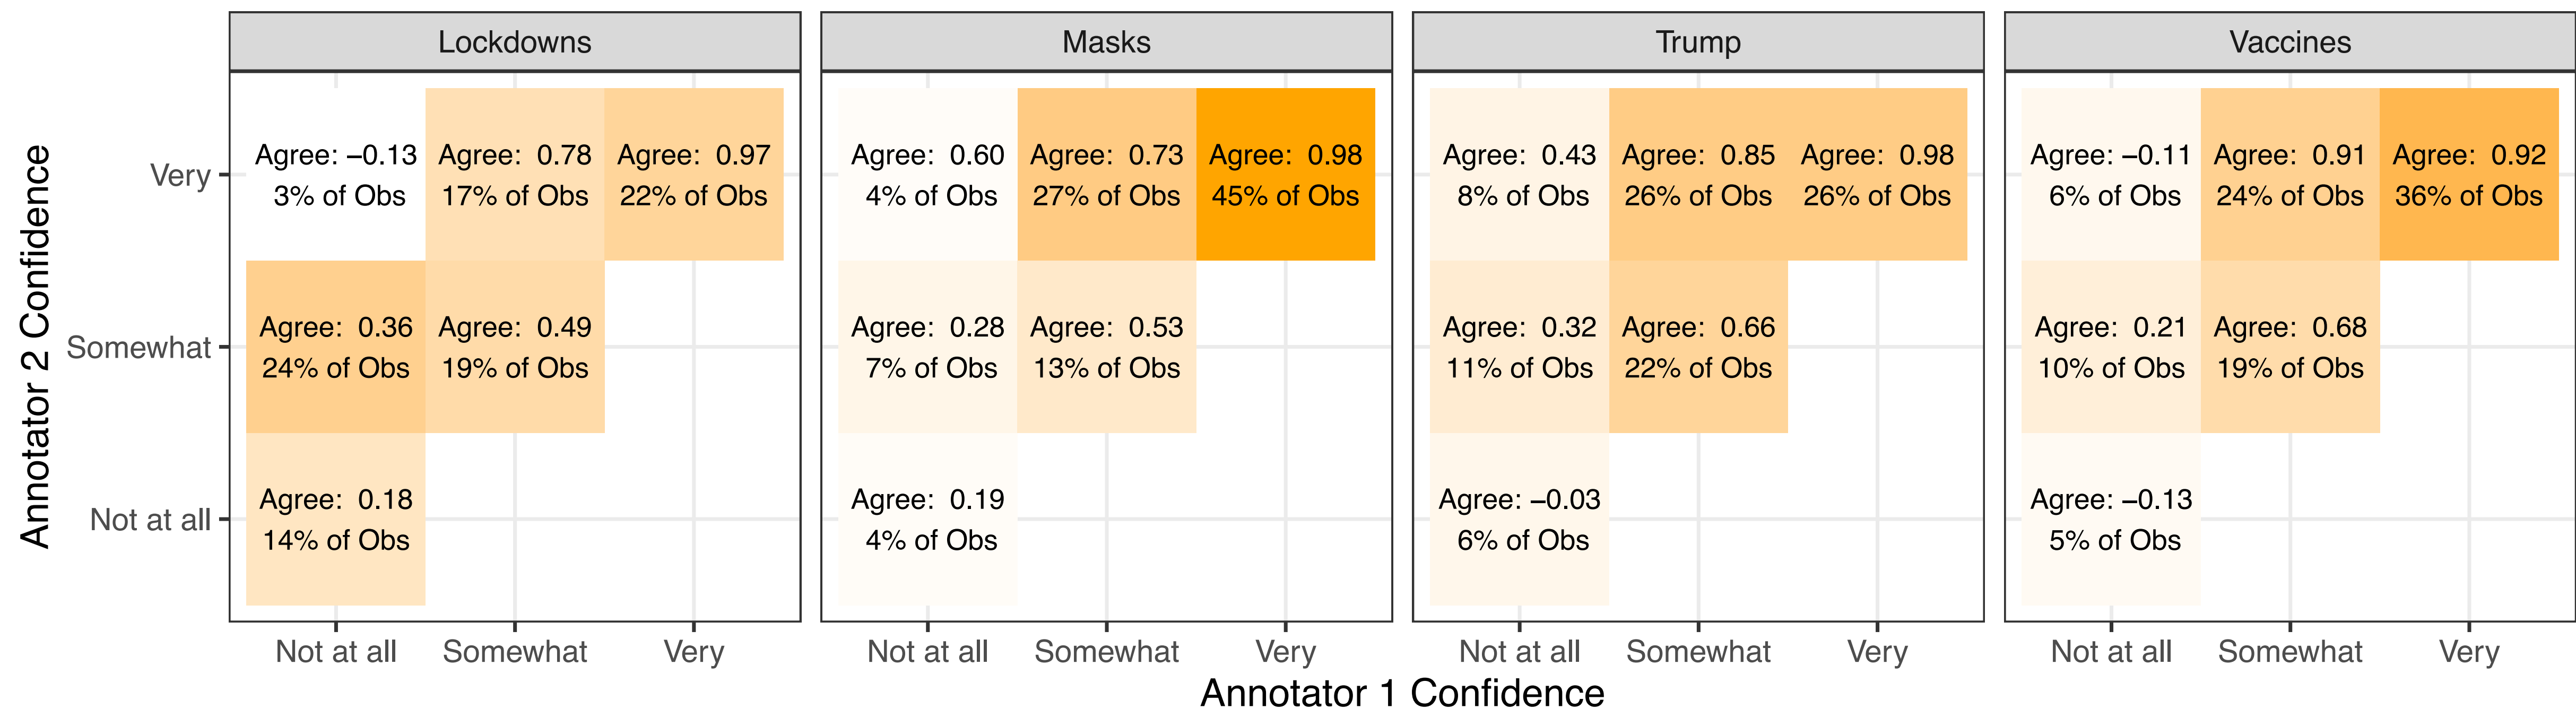 Lockdowns
Masks
Trump
Vaccines
Annotator 2 Confidence
Very
Somewhat
Not at all
Agree: −0.13
3% of Obs
Agree: 0.78
17% of Obs
Agree: 0.97
22% of Obs
Agree: 0.36
24% of Obs
Agree: 0.49
19% of Obs
Agree: 0.18
14% of Obs
Agree: 0.60
4% of Obs
Agree: 0.73
27% of Obs
Agree: 0.98
45% of Obs
Agree: 0.28
7% of Obs
Agree: 0.53
13% of Obs
Agree: 0.19
4% of Obs
Agree: 0.43
8% of Obs
Agree: 0.85
26% of Obs
Agree: 0.98
26% of Obs
Agree: 0.32
11% of Obs
Agree: 0.66
22% of Obs
Agree: −0.03
6% of Obs
Agree: −0.11
6% of Obs
Agree: 0.91
24% of Obs
Agree: 0.92
36% of Obs
Agree: 0.21
10% of Obs
Agree: 0.68
19% of Obs
Agree: −0.13
5% of Obs
Not at all
Somewhat
Very
Not at all
Somewhat
Very
Not at all
Somewhat
Very
Not at all
Somewhat
Very
Annotator 1 Confidence